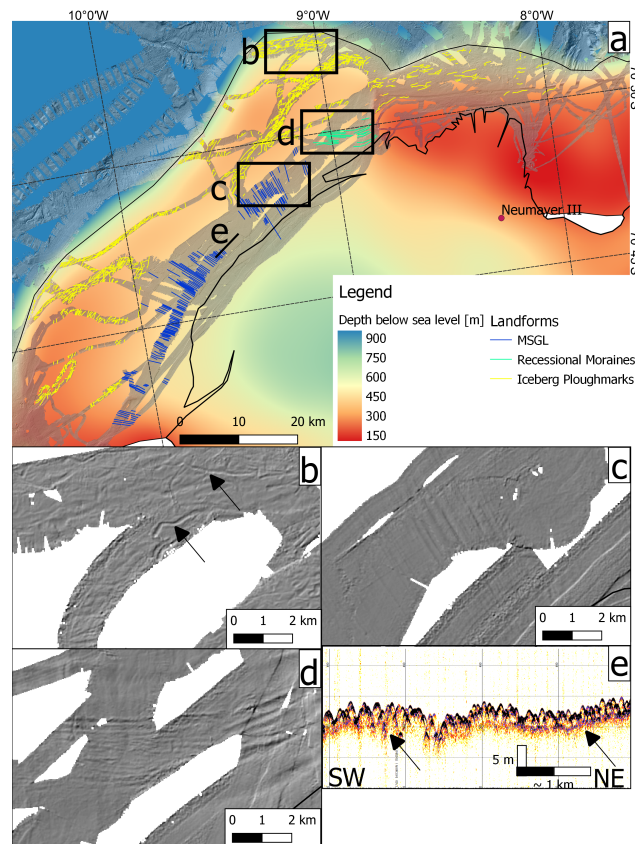 10°0'W 9°0'W 8°0'W
a
b
d
c
e
Neumayer III
Legend
Depth below sea level [m]
900
750
600
450
300
150
Landforms
MSGL
Recessional Moraines
Iceberg Ploughmarks
0 10 20 km
b
0 1 2 km
c
0 1 2 km
d
0 1 2 km
e
SW
NE
5 m
~ 1 km